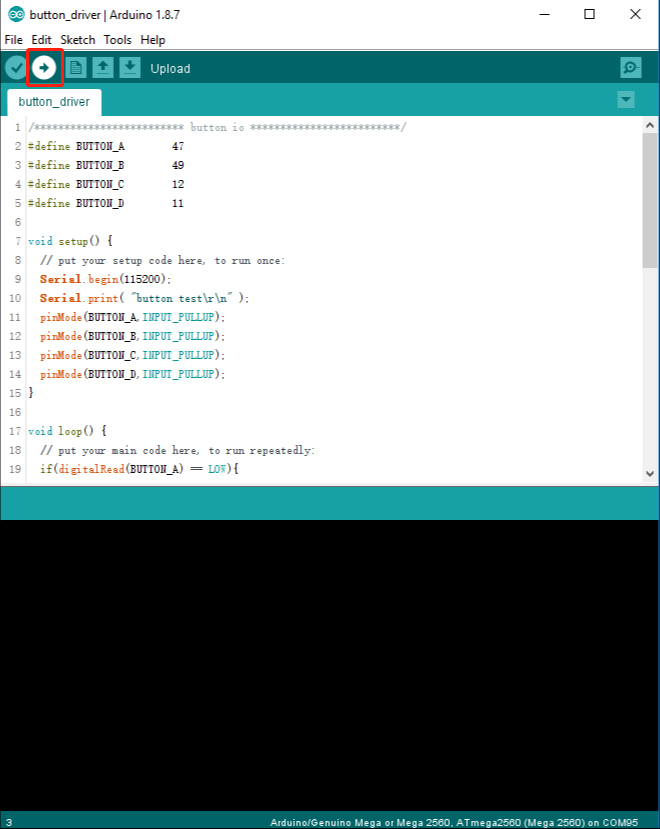 button_driver | Arduino 1.8.7
File Edit Sketch Tools Help
Upload
button_driver
1 /************************* button io *************************/
2 #define BUTTON_A 47
3 #define BUTTON_B 49
4 #define BUTTON_C 12
5 #define BUTTON_D 11
6
7 void setup() {
8 // put your setup code here, to run once:
9 Serial.begin(115200);
10 Serial.print( "button test\r\n" );
11 pinMode(BUTTON_A,INPUT_PULLUP);
12 pinMode(BUTTON_B,INPUT_PULLUP);
13 pinMode(BUTTON_C,INPUT_PULLUP);
14 pinMode(BUTTON_D,INPUT_PULLUP);
15 }
16
17 void loop() {
18 // put your main code here, to run repeatedly:
19 if(digitalRead(BUTTON_A) == LOW){
3 Arduino/Genuino Mega or Mega 2560, ATmega2560 (Mega 2560) on COM95